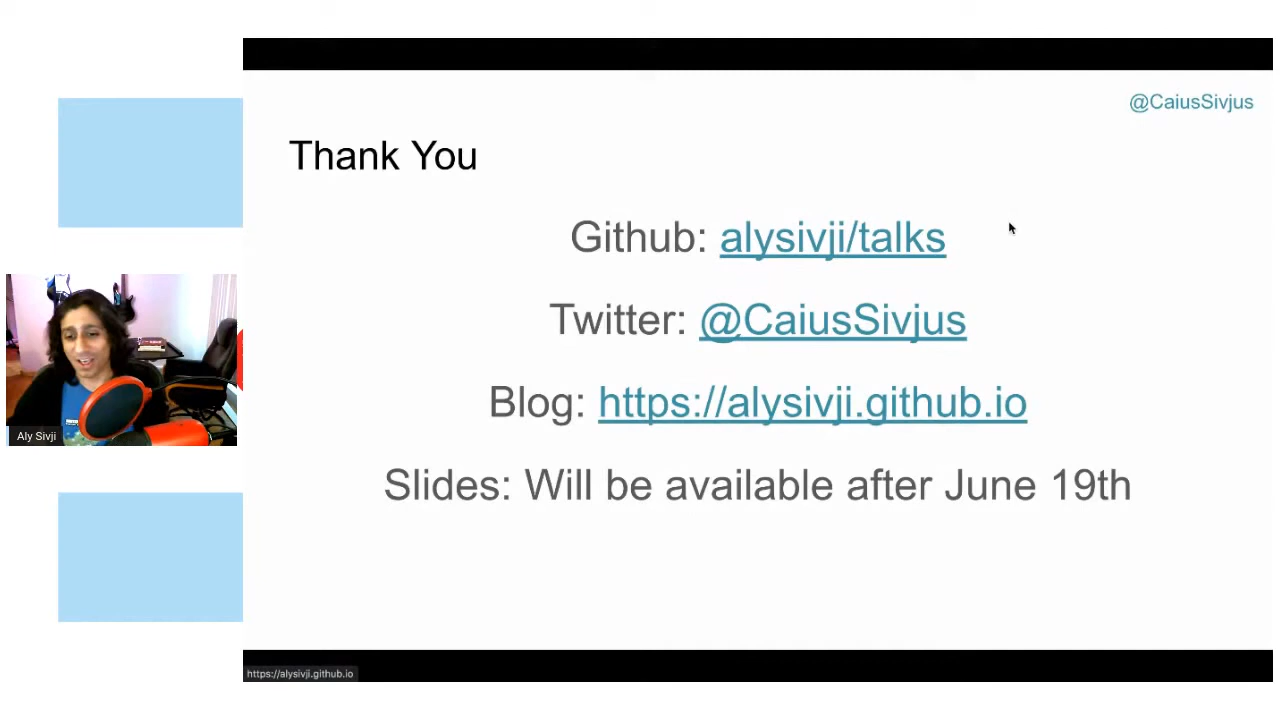 @CaiusSivjus
Thank You
Github: alysivji/talks
Twitter: @CaiusSivjus
Blog: https://alysivji.github.io
Slides: Will be available after June 19th
Aly Sivji
https://alysivji.github.io